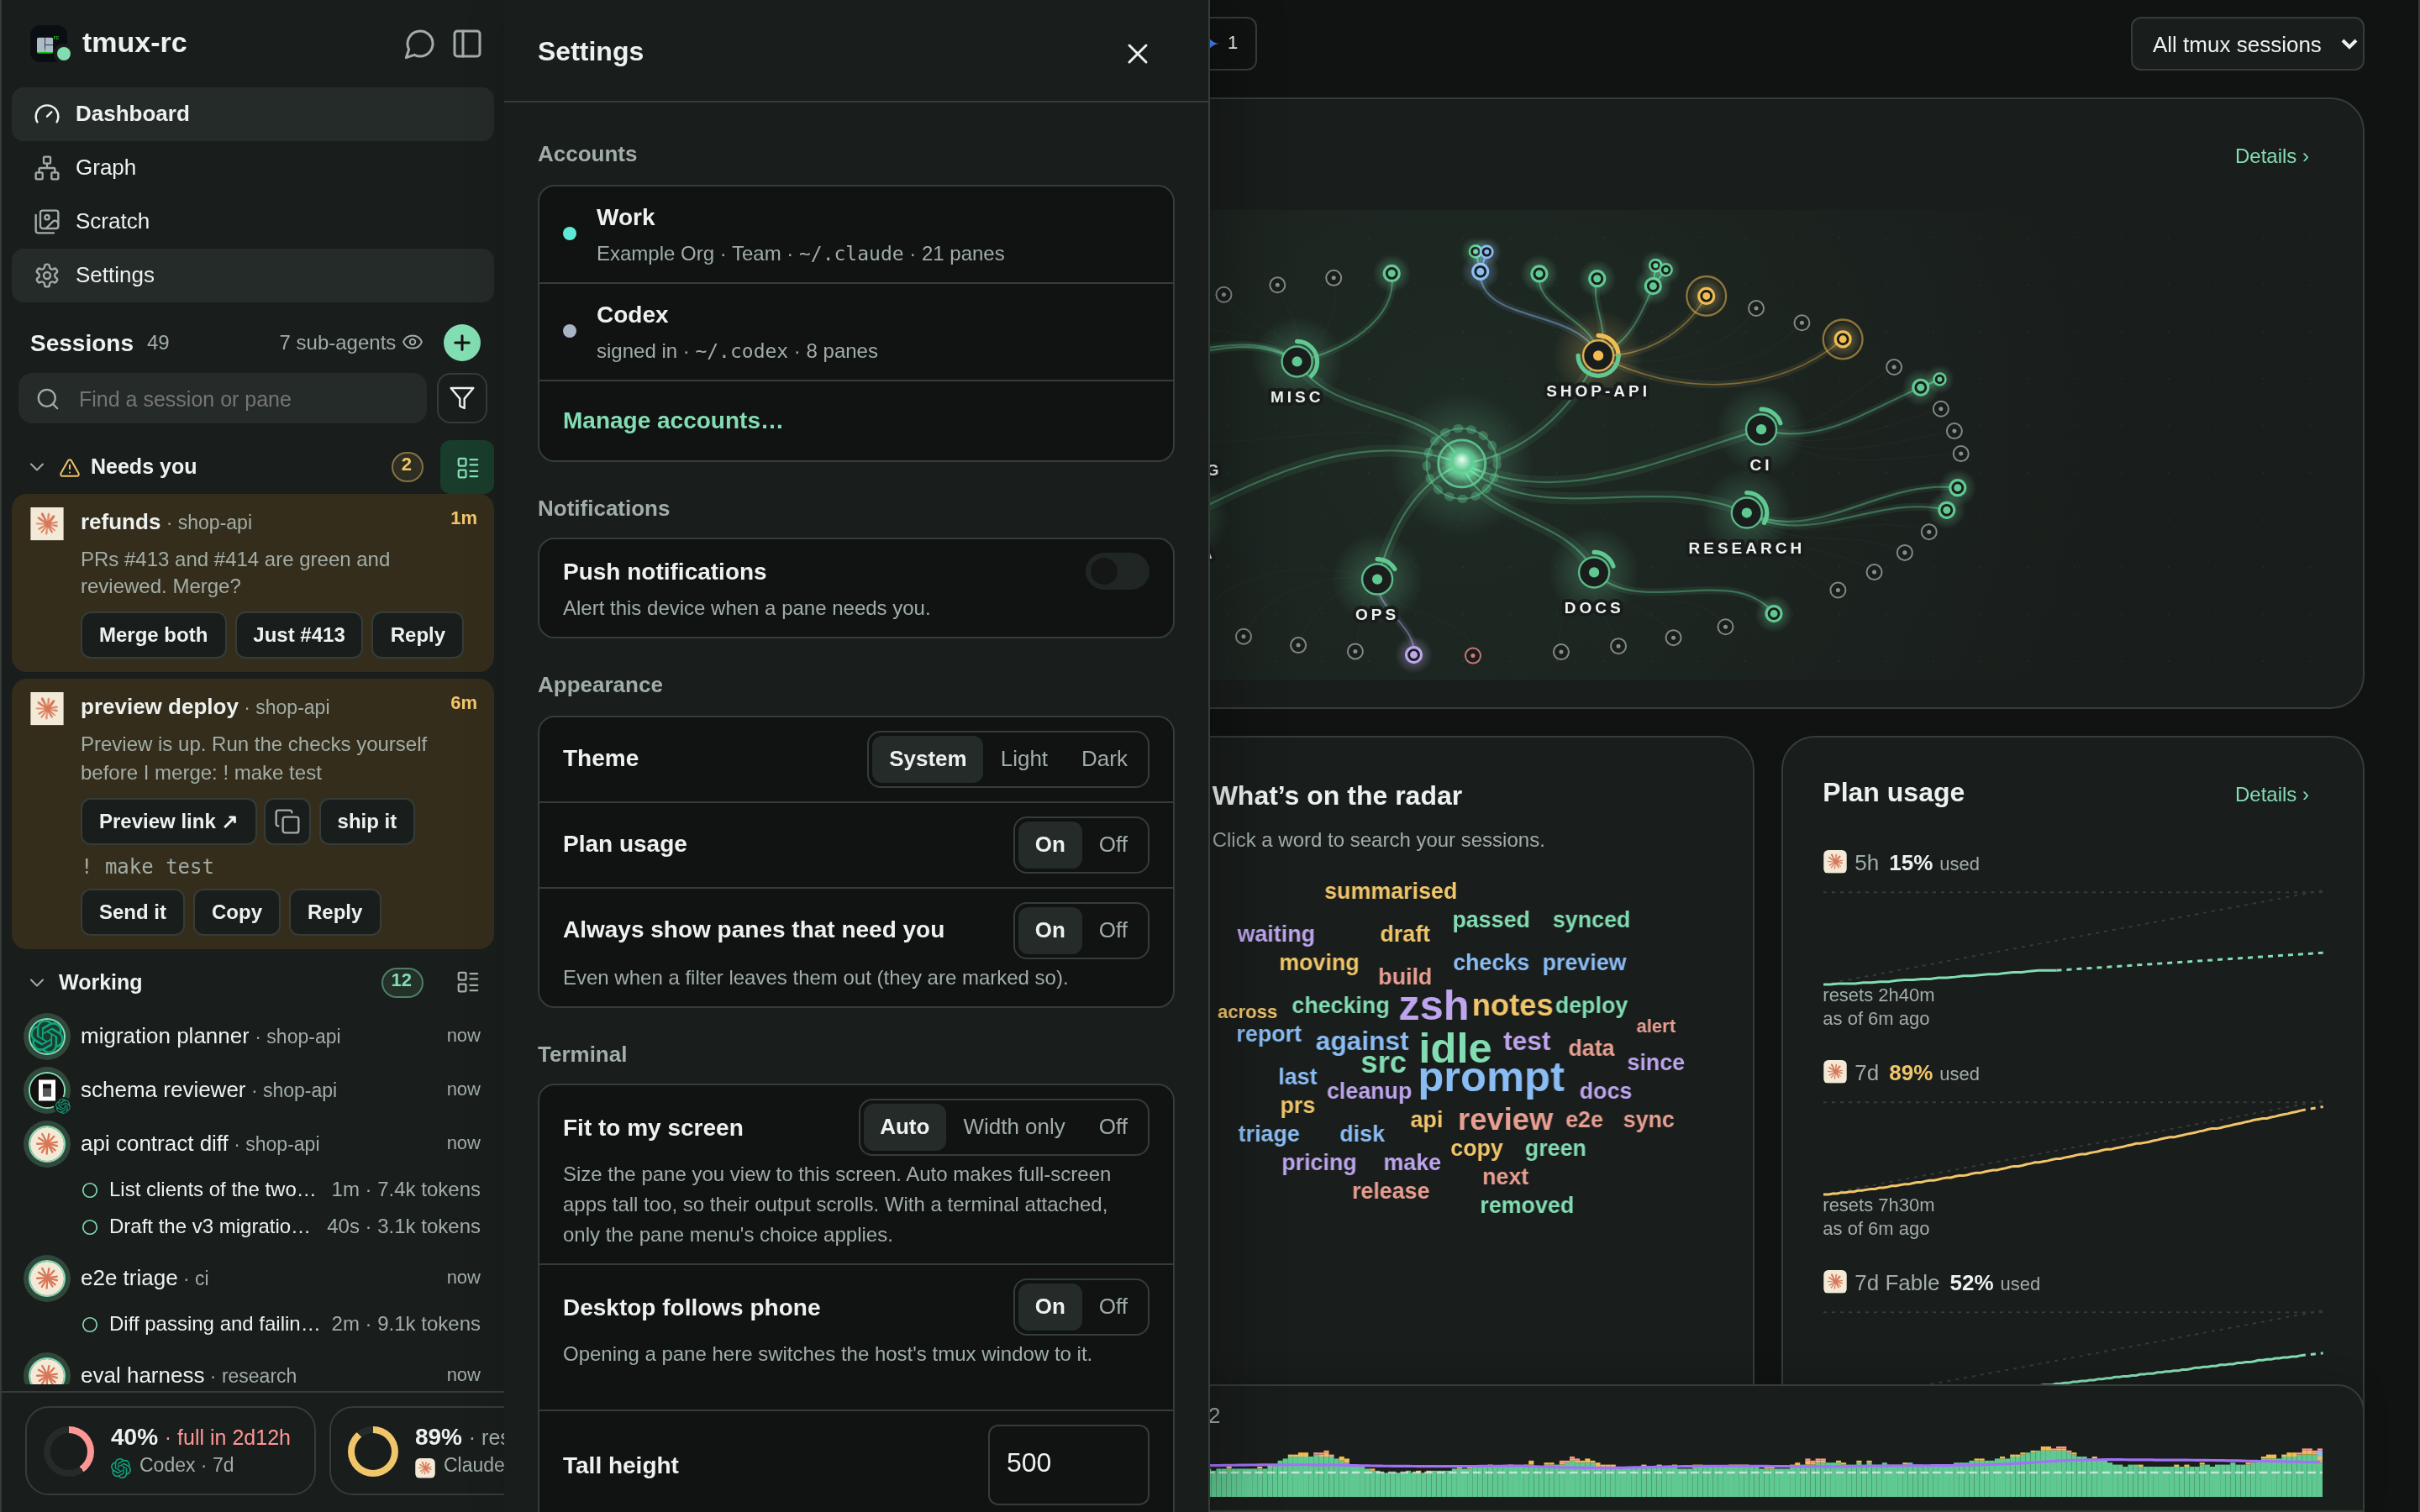 tmux-rc
Dashboard
Graph
Scratch
Settings
Sessions 49
7 sub-agents
Find a session or pane
Needs you
2
refunds · shop-api
1m
PRs #413 and #414 are green and
reviewed. Merge?
Merge both
Just #413
Reply
preview deploy · shop-api
6m
Preview is up. Run the checks yourself
before I merge: ! make test
Preview link ↗
ship it
! make test
Send it
Copy
Reply
Working
12
migration planner · shop-api
now
schema reviewer · shop-api
now
api contract diff · shop-api
now
List clients of the two…
1m · 7.4k tokens
Draft the v3 migratio…
40s · 3.1k tokens
e2e triage · ci
now
Diff passing and failin…
2m · 9.1k tokens
eval harness · research
now
40% · full in 2d12h
Codex · 7d
89% · res
Claude
Settings
Accounts
Work
Example Org · Team · ~/.claude · 21 panes
Codex
signed in · ~/.codex · 8 panes
Manage accounts…
Notifications
Push notifications
Alert this device when a pane needs you.
Appearance
Theme
System
Light
Dark
Plan usage
On
Off
Always show panes that need you
On
Off
Even when a filter leaves them out (they are marked so).
Terminal
Fit to my screen
Auto
Width only
Off
Size the pane you view to this screen. Auto makes full-screen
apps tall too, so their output scrolls. With a terminal attached,
only the pane menu's choice applies.
Desktop follows phone
On
Off
Opening a pane here switches the host's tmux window to it.
Tall height
500
1
All tmux sessions
Details ›
MISC
SHOP-API
CI
RESEARCH
DOCS
OPS
What’s on the radar
Click a word to search your sessions.
summarised
passed synced
waiting draft
moving checks preview
build
across checking zsh notes deploy
report alert
against idle test data
src since
last prompt
cleanup docs
prs
api review e2e sync
triage disk
copy green
pricing make
next
release
removed
Plan usage
Details ›
5h 15% used
resets 2h40m
as of 6m ago
7d 89% used
resets 7h30m
as of 6m ago
7d Fable 52% used
2